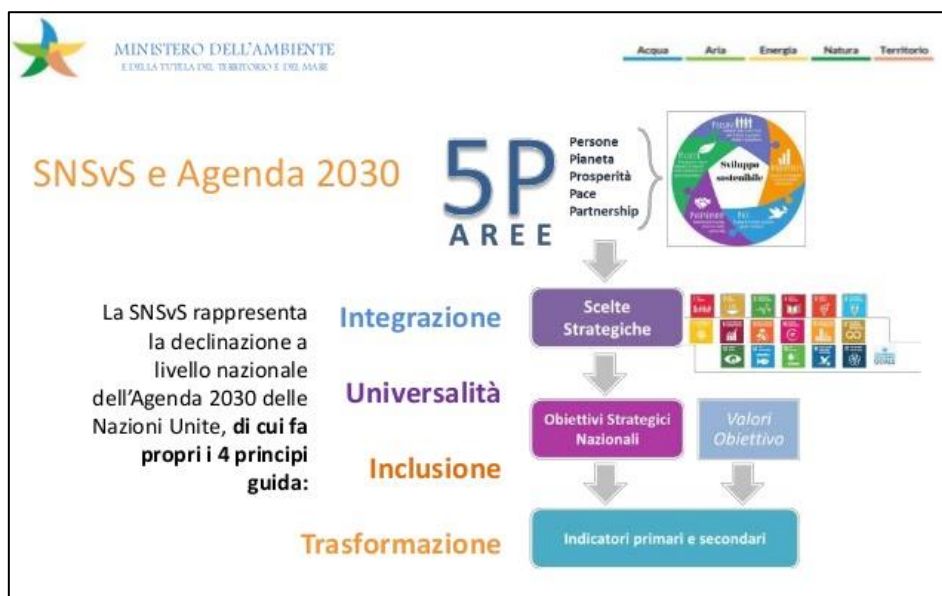 MINISTERO DELL'AMBIENTE
E DELLA TUTELA DEL TERRITORIO E DEL MARE
Acqua Aria Energia Natura Territorio
SNSvS e Agenda 2030
5P
AREE
Persone
Pianeta
Prosperità
Pace
Partnership
Sviluppo
sostenibile
La SNSvS rappresenta
la declinazione a
livello nazionale
dell'Agenda 2030 delle
Nazioni Unite, di cui fa
propri i 4 principi
guida:
Integrazione
Universalità
Inclusione
Trasformazione
Scelte
Strategiche
Obiettivi Strategici
Nazionali
Valori
Obiettivo
Indicatori primari e secondari